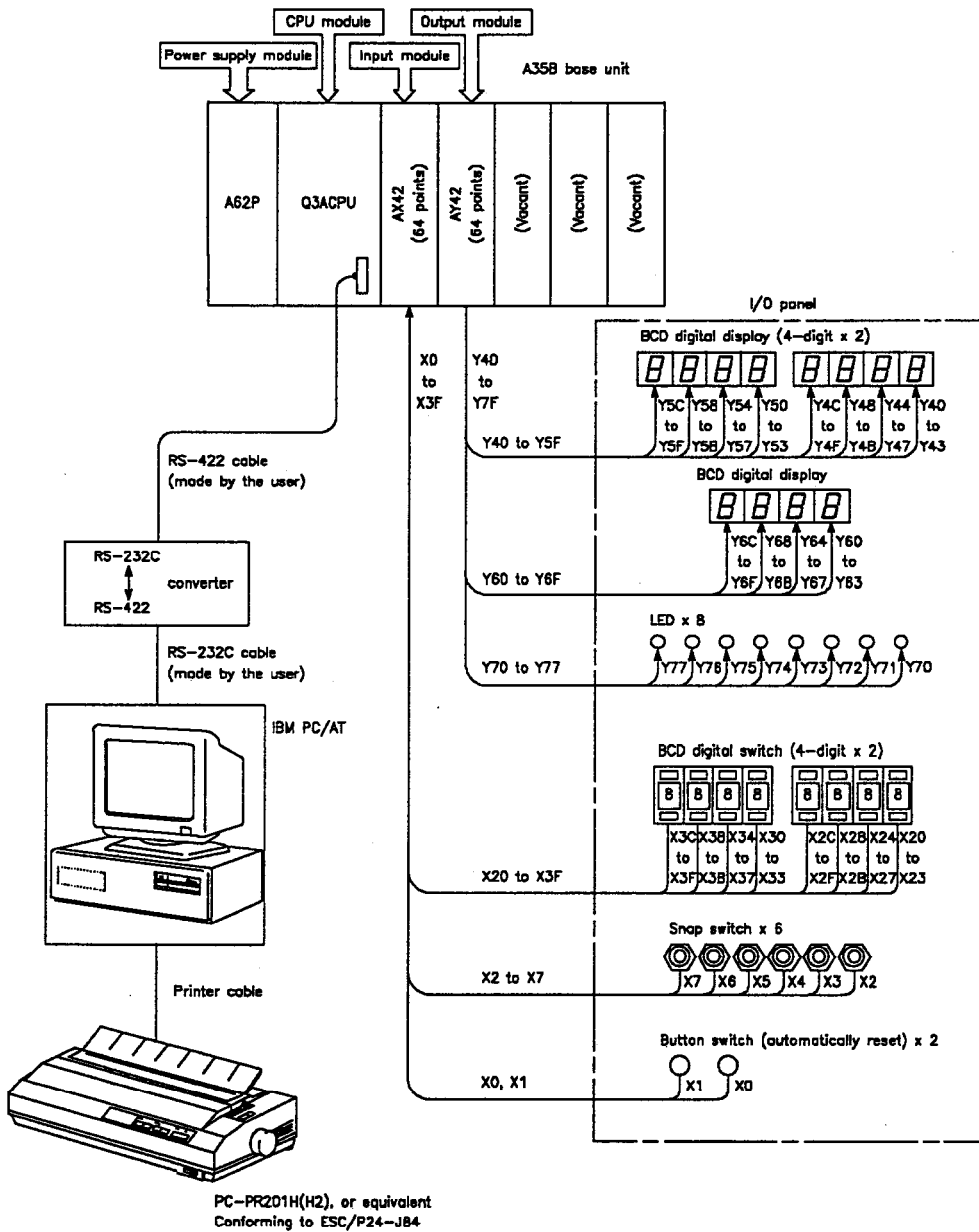 CPU module
Output module
Power supply module
Input module
A35B base unit
A62P
Q3ACPU
AX42
(64 points)
AY42
(64 points)
(Vacant)
(Vacant)
(Vacant)
I/O panel
BCD digital display (4-digit x 2)
X0
to
X3F
Y40
to
Y7F
Y5C Y58 Y54 Y50 Y4C Y48 Y44 Y40
to to to to to to to to
Y5F Y5B Y57 Y53 Y4F Y4B Y47 Y43
Y40 to Y5F
RS-422 cable
(made by the user)
BCD digital display
Y6C Y68 Y64 Y60
to to to to
Y6F Y6B Y67 Y63
Y60 to Y6F
RS-232C
converter
RS-422
LED x 8
Y70 to Y77
Y77 Y76 Y75 Y74 Y73 Y72 Y71 Y70
RS-232C cable
(made by the user)
IBM PC/AT
BCD digital switch (4-digit x 2)
8 8 8 8 8 8 8 8
X3C X38 X34 X30 X2C X28 X24 X20
to to to to to to to to
X3F X3B X37 X33 X2F X2B X27 X23
X20 to X3F
Snap switch x 6
X2 to X7
X7 X6 X5 X4 X3 X2
Printer cable
Button switch (automatically reset) x 2
X0, X1
X1 X0
PC-PR201H(H2), or equivalent
Conforming to ESC/P24-J84